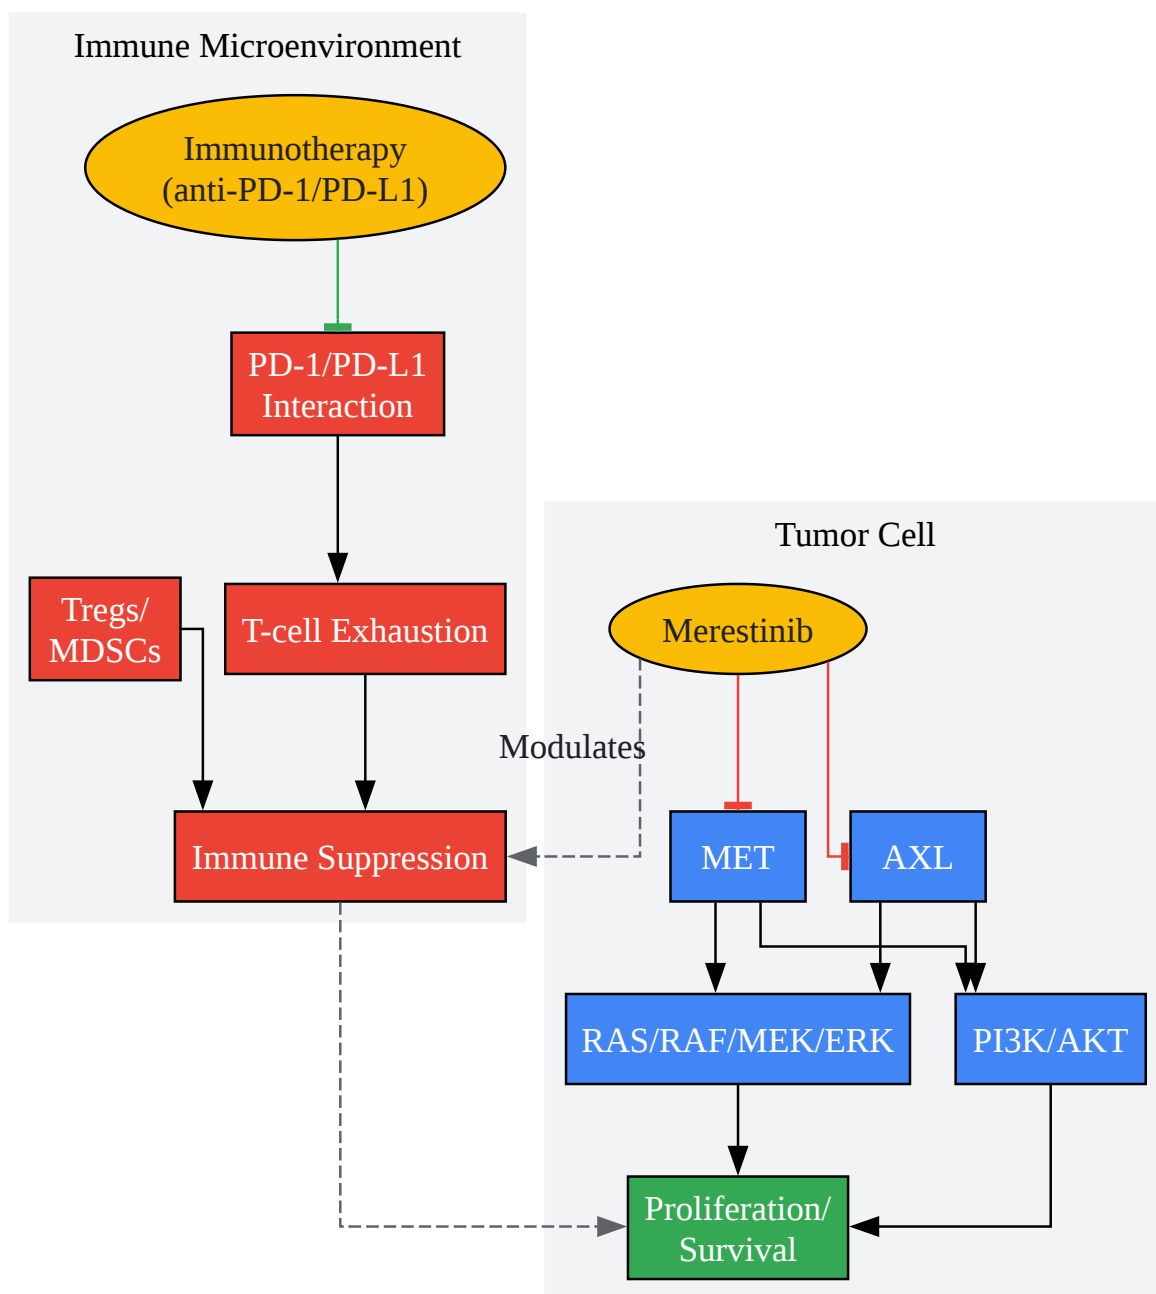 Immune Microenvironment
Immunotherapy
(anti-PD-1/PD-L1)
PD-1/PD-L1
Interaction
Tregs/
MDSCs
T-cell Exhaustion
Immune Suppression
Tumor Cell
Merestinib
Modulates
MET
AXL
RAS/RAF/MEK/ERK
PI3K/AKT
Proliferation/
Survival